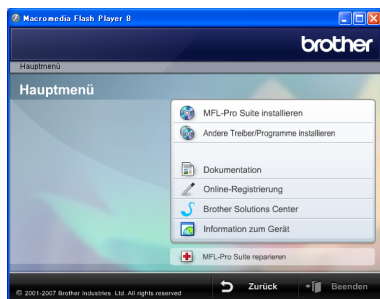 Macromedia Flash Player 8
brother
Hauptmenü
Hauptmenü
MFL-Pro Suite installieren
Andere Treiber/Programme installieren
Dokumentation
Online-Registrierung
Brother Solutions Center
Information zum Gerät
MFL-Pro Suite reparieren
© 2001-2007 Brother Industries Ltd. All rights reserved
Zurück
Beenden